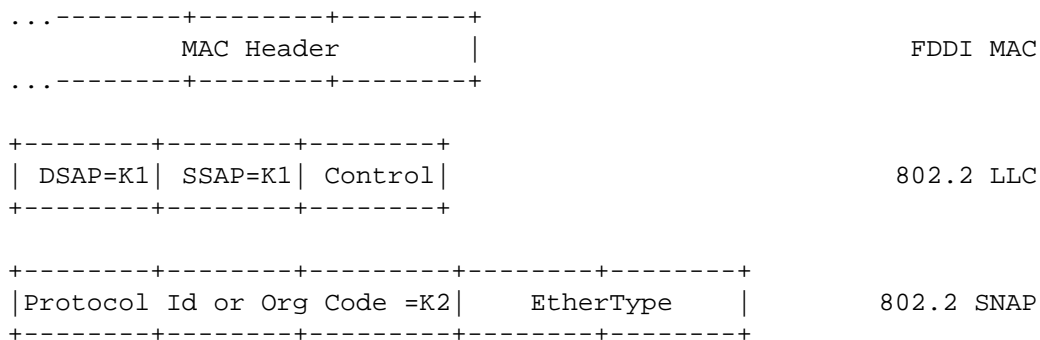 ...--------+--------+--------+
MAC Header | FDDI MAC
...--------+--------+--------+
+--------+--------+--------+
| DSAP=K1| SSAP=K1| Control| 802.2 LLC
+--------+--------+--------+
+--------+--------+---------+--------+--------+
|Protocol Id or Org Code =K2| EtherType | 802.2 SNAP
+--------+--------+---------+--------+--------+